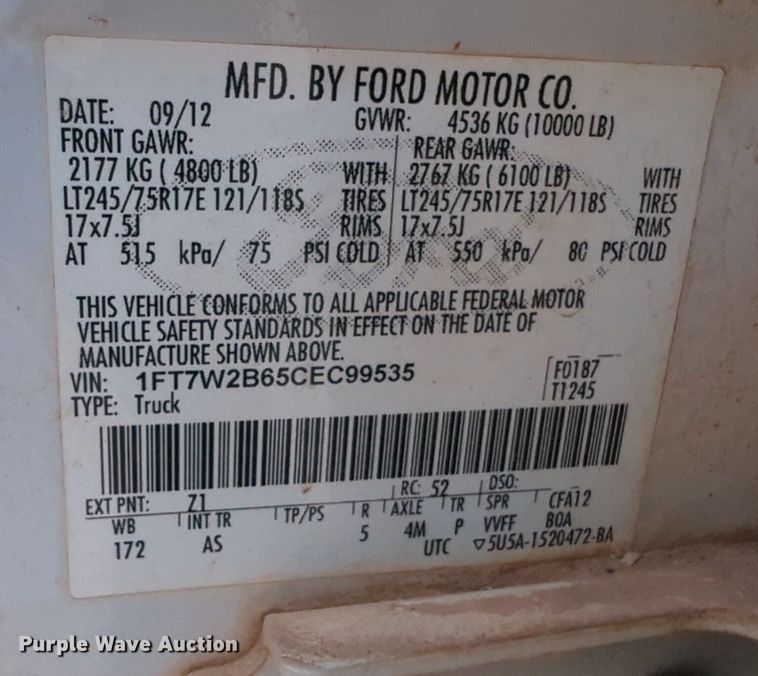 MFD. BY FORD MOTOR CO.
DATE: 09/12 GVWR: 4536 KG (10000 LB)
FRONT GAWR: REAR GAWR:
2177 KG ( 4800 LB) WITH 2767 KG ( 6100 LB) WITH
LT245/75R17E 121/118S TIRES LT245/75R17E 121/118S TIRES
17x7.5J RIMS 17x7.5J RIMS
AT 515 kPa/ 75 PSI COLD AT 550 kPa/ 80 PSI COLD
THIS VEHICLE CONFORMS TO ALL APPLICABLE FEDERAL MOTOR
VEHICLE SAFETY STANDARDS IN EFFECT ON THE DATE OF
MANUFACTURE SHOWN ABOVE.
VIN: 1FT7W2B65CEC99535 F0187
TYPE: Truck T1245
EXT PNT: Z1 RC: 52 DSO:
WB INT TR TP/PS R AXLE TR SPR CFA12
172 AS 5 4M P VVFF BOA
UTC ▽5U5A-1520472-BA
Purple Wave Auction